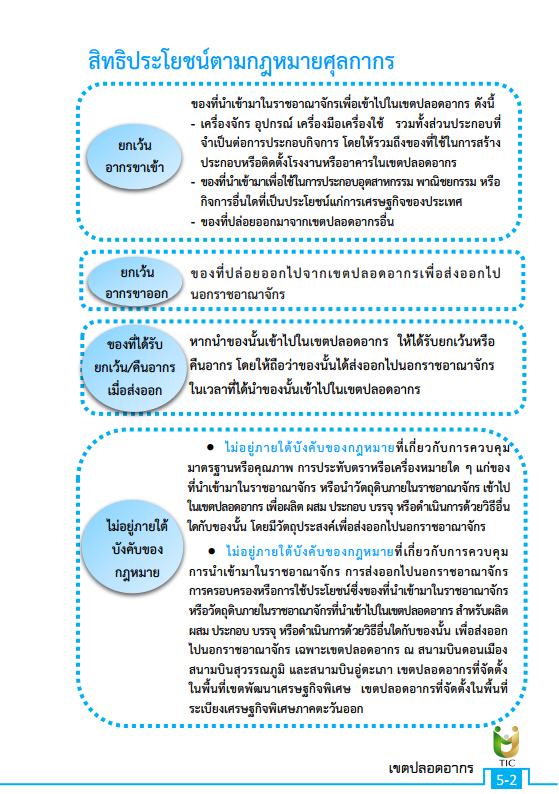 สิทธิประโยชน์ตามกฎหมายศุลกากร
ยกเว้น
อากรขาเข้า
ของที่นำเข้ามาในราชอาณาจักรเพื่อเข้าไปในเขตปลอดอากร ดังนี้
- เครื่องจักร อุปกรณ์ เครื่องมือเครื่องใช้ รวมทั้งส่วนประกอบที่
จำเป็นต่อการประกอบกิจการ โดยให้รวมถึงของที่ใช้ในการสร้าง
ประกอบหรือติดตั้งโรงงานหรืออาคารในเขตปลอดอากร
- ของที่นำเข้ามาเพื่อใช้ในการประกอบอุตสาหกรรม พาณิชยกรรม หรือ
กิจการอื่นใดที่เป็นประโยชน์แก่การเศรษฐกิจของประเทศ
- ของที่ปล่อยออกมาจากเขตปลอดอากรอื่น
ยกเว้น
อากรขาออก
ของที่ปล่อยออกไปจากเขตปลอดอากรเพื่อส่งออกไป
นอกราชอาณาจักร
ของที่ได้รับ
ยกเว้น/คืนอากร
เมื่อส่งออก
หากนำของนั้นเข้าไปในเขตปลอดอากร ให้ได้รับยกเว้นหรือ
คืนอากร โดยให้ถือว่าของนั้นได้ส่งออกไปนอกราชอาณาจักร
ในเวลาที่ได้นำของนั้นเข้าไปในเขตปลอดอากร
ไม่อยู่ภายใต้
บังคับของ
กฎหมาย
● ไม่อยู่ภายใต้บังคับของกฎหมายที่เกี่ยวกับการควบคุม
มาตรฐานหรือคุณภาพ การประทับตราหรือเครื่องหมายใด ๆ แก่ของ
ที่นำเข้ามาในราชอาณาจักร หรือนำวัตถุดิบภายในราชอาณาจักร เข้าไป
ในเขตปลอดอากร เพื่อผลิต ผสม ประกอบ บรรจุ หรือดำเนินการด้วยวิธีอื่น
ใดกับของนั้น โดยมีวัตถุประสงค์เพื่อส่งออกไปนอกราชอาณาจักร
● ไม่อยู่ภายใต้บังคับของกฎหมายที่เกี่ยวกับการควบคุม
การนำเข้ามาในราชอาณาจักร การส่งออกไปนอกราชอาณาจักร
การครอบครองหรือการใช้ประโยชน์ซึ่งของที่นำเข้ามาในราชอาณาจักร
หรือวัตถุดิบภายในราชอาณาจักรที่นำเข้าไปในเขตปลอดอากร สำหรับผลิต
ผสม ประกอบ บรรจุ หรือดำเนินการด้วยวิธีอื่นใดกับของนั้น เพื่อส่งออก
ไปนอกราชอาณาจักร เฉพาะเขตปลอดอากร ณ สนามบินดอนเมือง
สนามบินสุวรรณภูมิ และสนามบินอู่ตะเภา เขตปลอดอากรที่จัดตั้ง
ในพื้นที่เขตพัฒนาเศรษฐกิจพิเศษ เขตปลอดอากรที่จัดตั้งในพื้นที่
ระเบียงเศรษฐกิจพิเศษภาคตะวันออก
TIC
เขตปลอดอากร
5-2